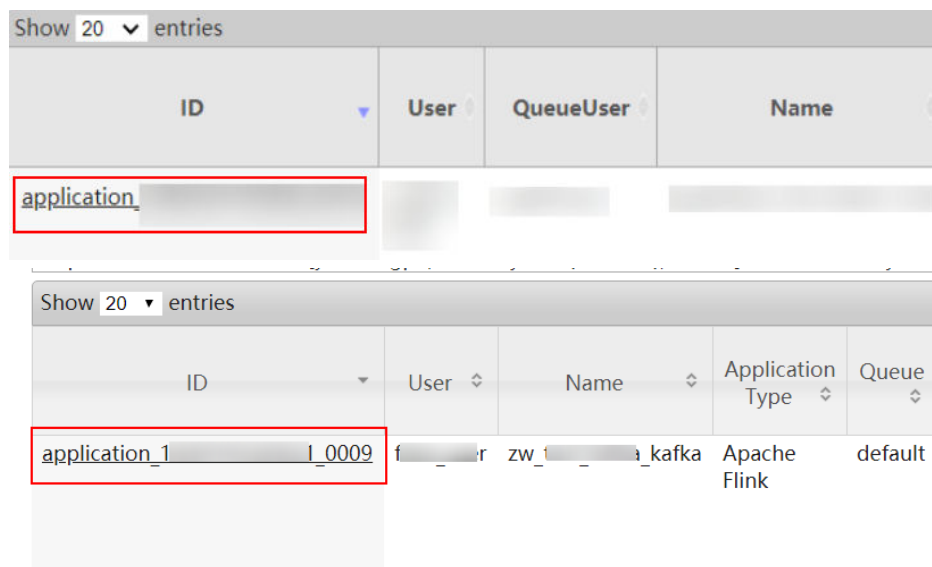 Show 20 entries
ID User QueueUser Name
application_
Show 20 entries
ID User Name Application Type Queue
application_1 l_0009 f r zw_t _ a_kafka Apache Flink default